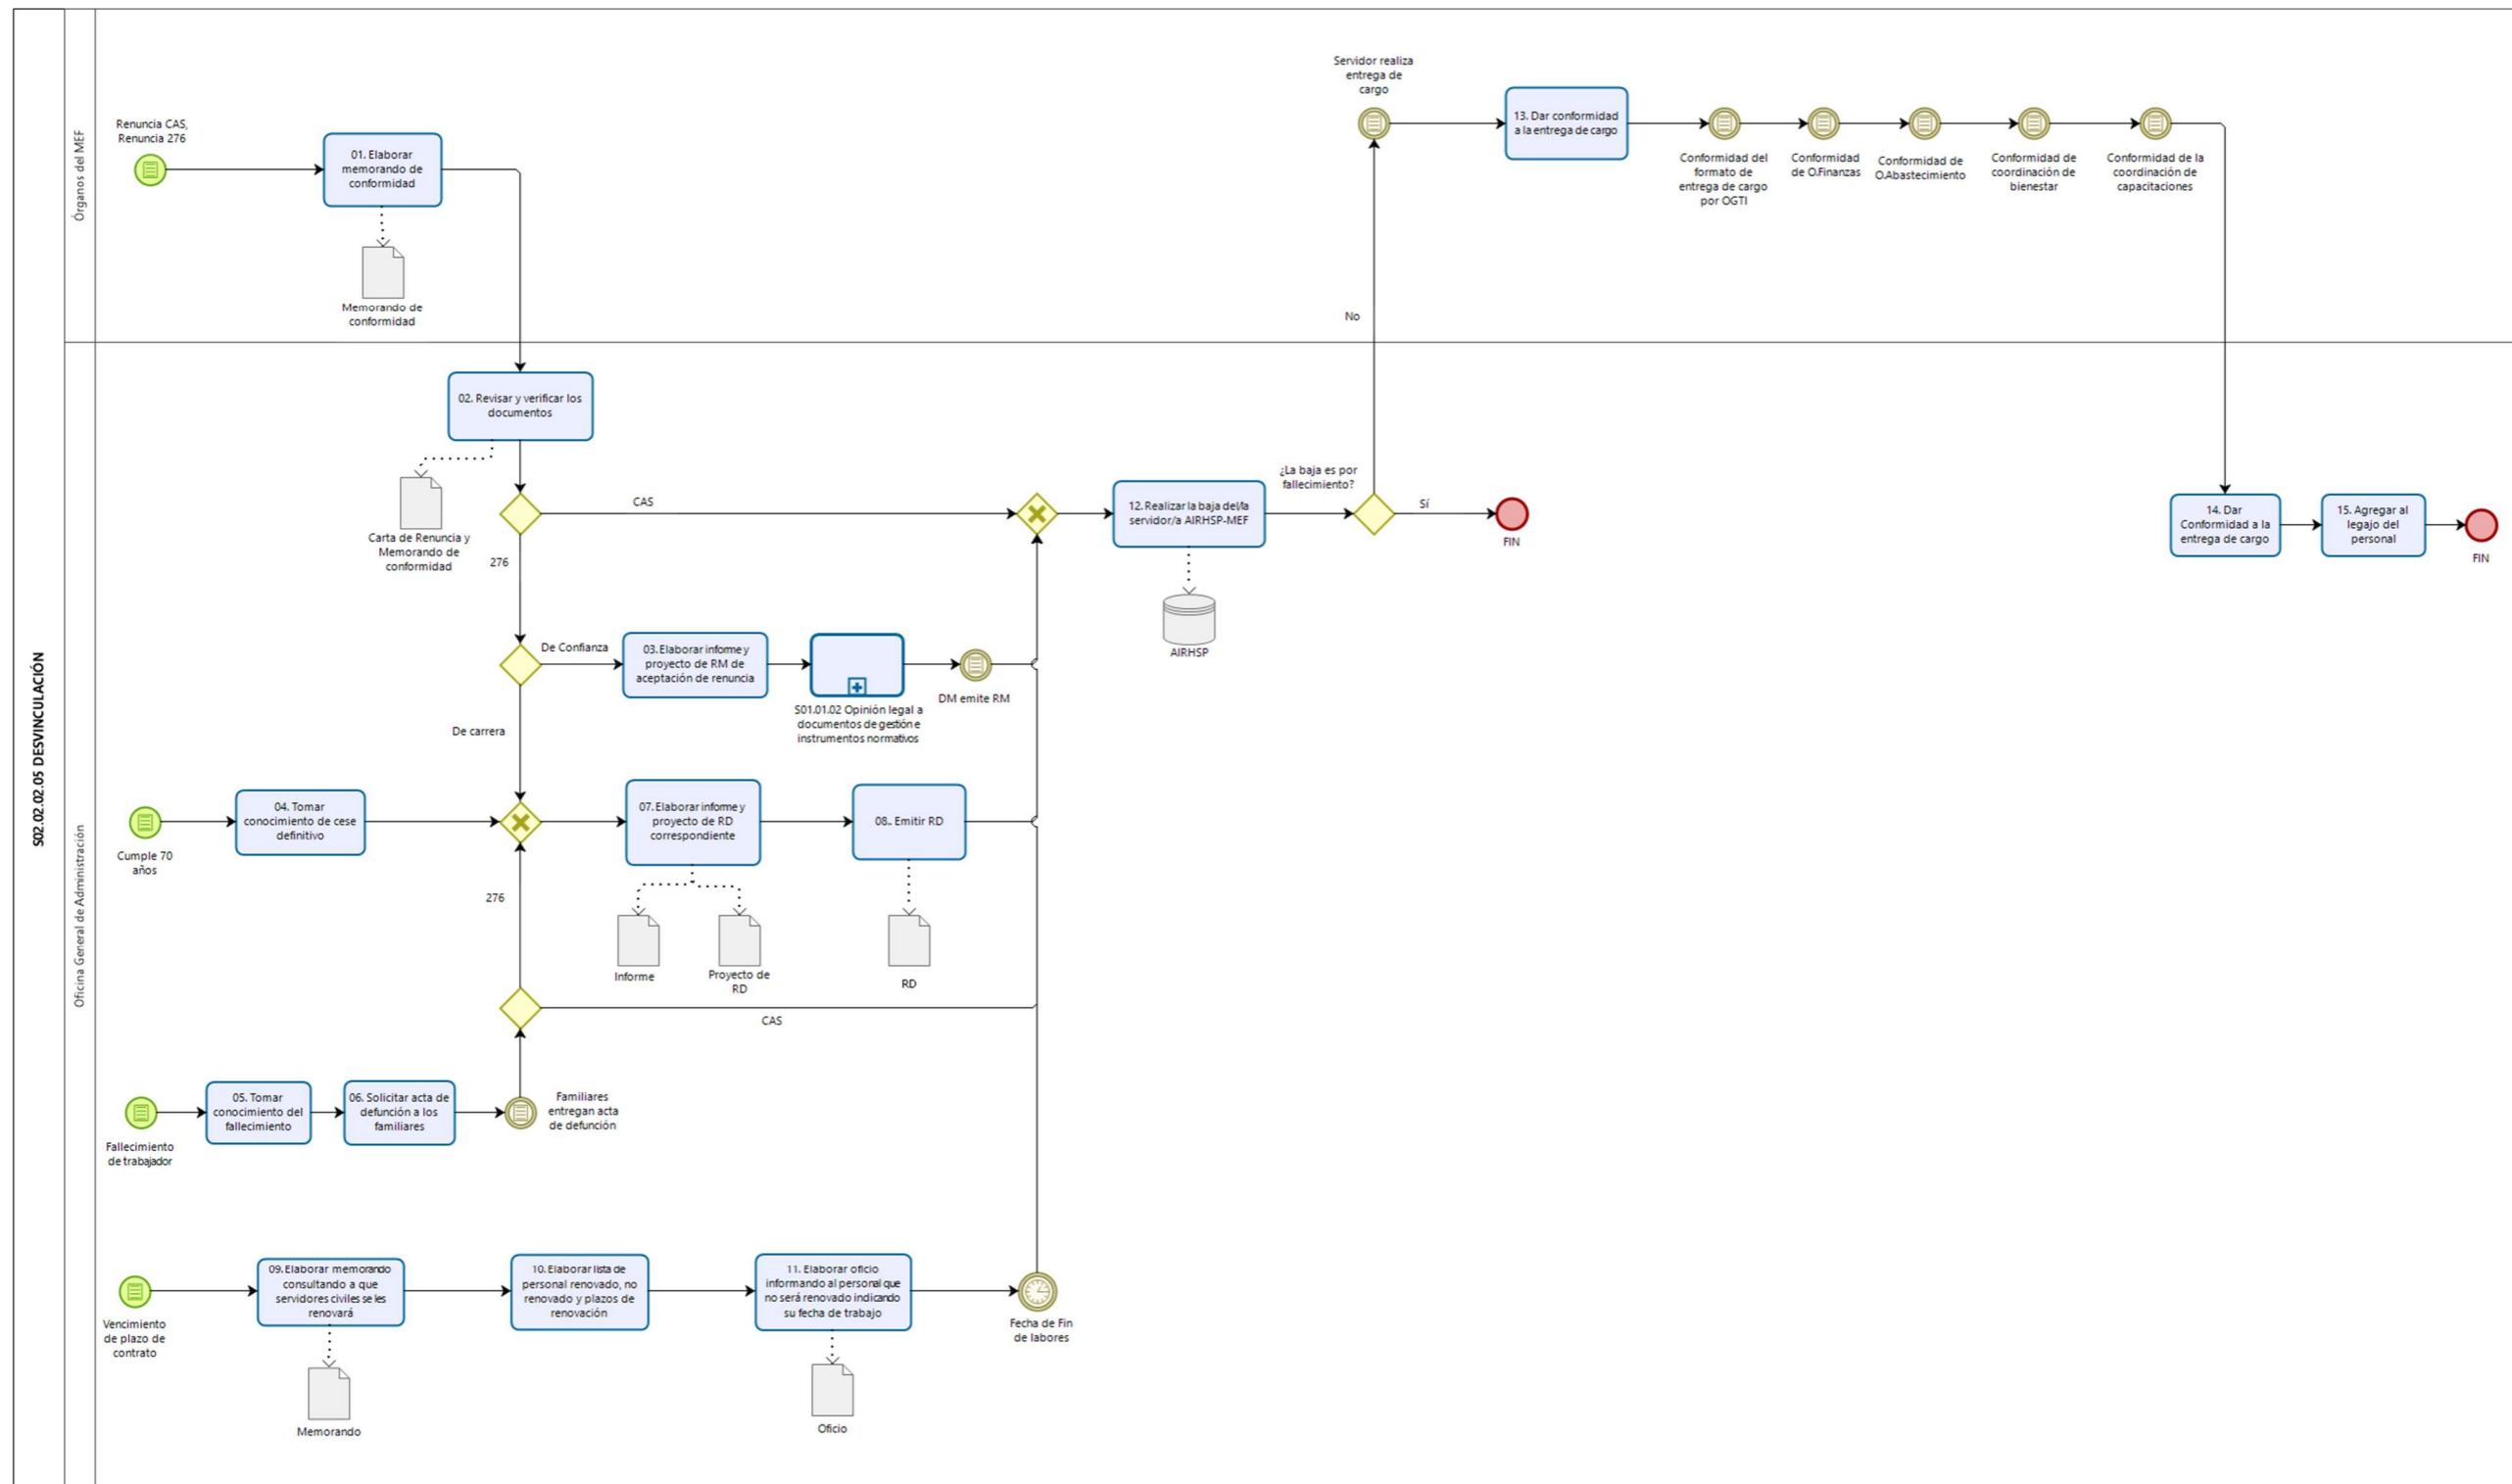 S02.02.02.05 DESVINCULACIÓN
Órganos del MEF
Renuncia CAS,
Renuncia 276
01. Elaborar
memorando de
conformidad
Memorando de
conformidad
Servidor realiza
entrega de
cargo
13. Dar conformidad
a la entrega de cargo
Conformidad del
formato de
entrega de cargo
por OGTI
Conformidad
de O.Finanzas
Conformidad de
O.Abastecimiento
Conformidad de
coordinación de
bienestar
Conformidad de la
coordinación de
capacitaciones
No
Oficina General de Administración
02. Revisar y verificar los
documentos
Carta de Renuncia y
Memorando de
conformidad
CAS
276
12. Realizar la baja del/la
servidor/a AIRHSP-MEF
AIRHSP
¿La baja es por
fallecimiento?
Sí
FIN
14. Dar
Conformidad a la
entrega de cargo
15. Agregar al
legajo del
personal
FIN
De Confianza
03. Elaborar informe y
proyecto de RM de
aceptación de renuncia
S01.01.02 Opinión legal a
documentos de gestión e
instrumentos normativos
DM emite RM
De carrera
Cumple 70
años
04. Tomar
conocimiento de cese
definitivo
07. Elaborar informe y
proyecto de RD
correspondiente
08.. Emitir RD
Informe
Proyecto de
RD
RD
276
CAS
Fallecimiento
de trabajador
05. Tomar
conocimiento del
fallecimiento
06. Solicitar acta de
defunción a los
familiares
Familiares
entregan acta
de defunción
Vencimiento
de plazo de
contrato
09. Elaborar memorando
consultando a que
servidores civiles se les
renovará
Memorando
10. Elaborar lista de
personal renovado, no
renovado y plazos de
renovación
11. Elaborar oficio
informando al personal que
no será renovado indicando
su fecha de trabajo
Oficio
Fecha de Fin
de labores